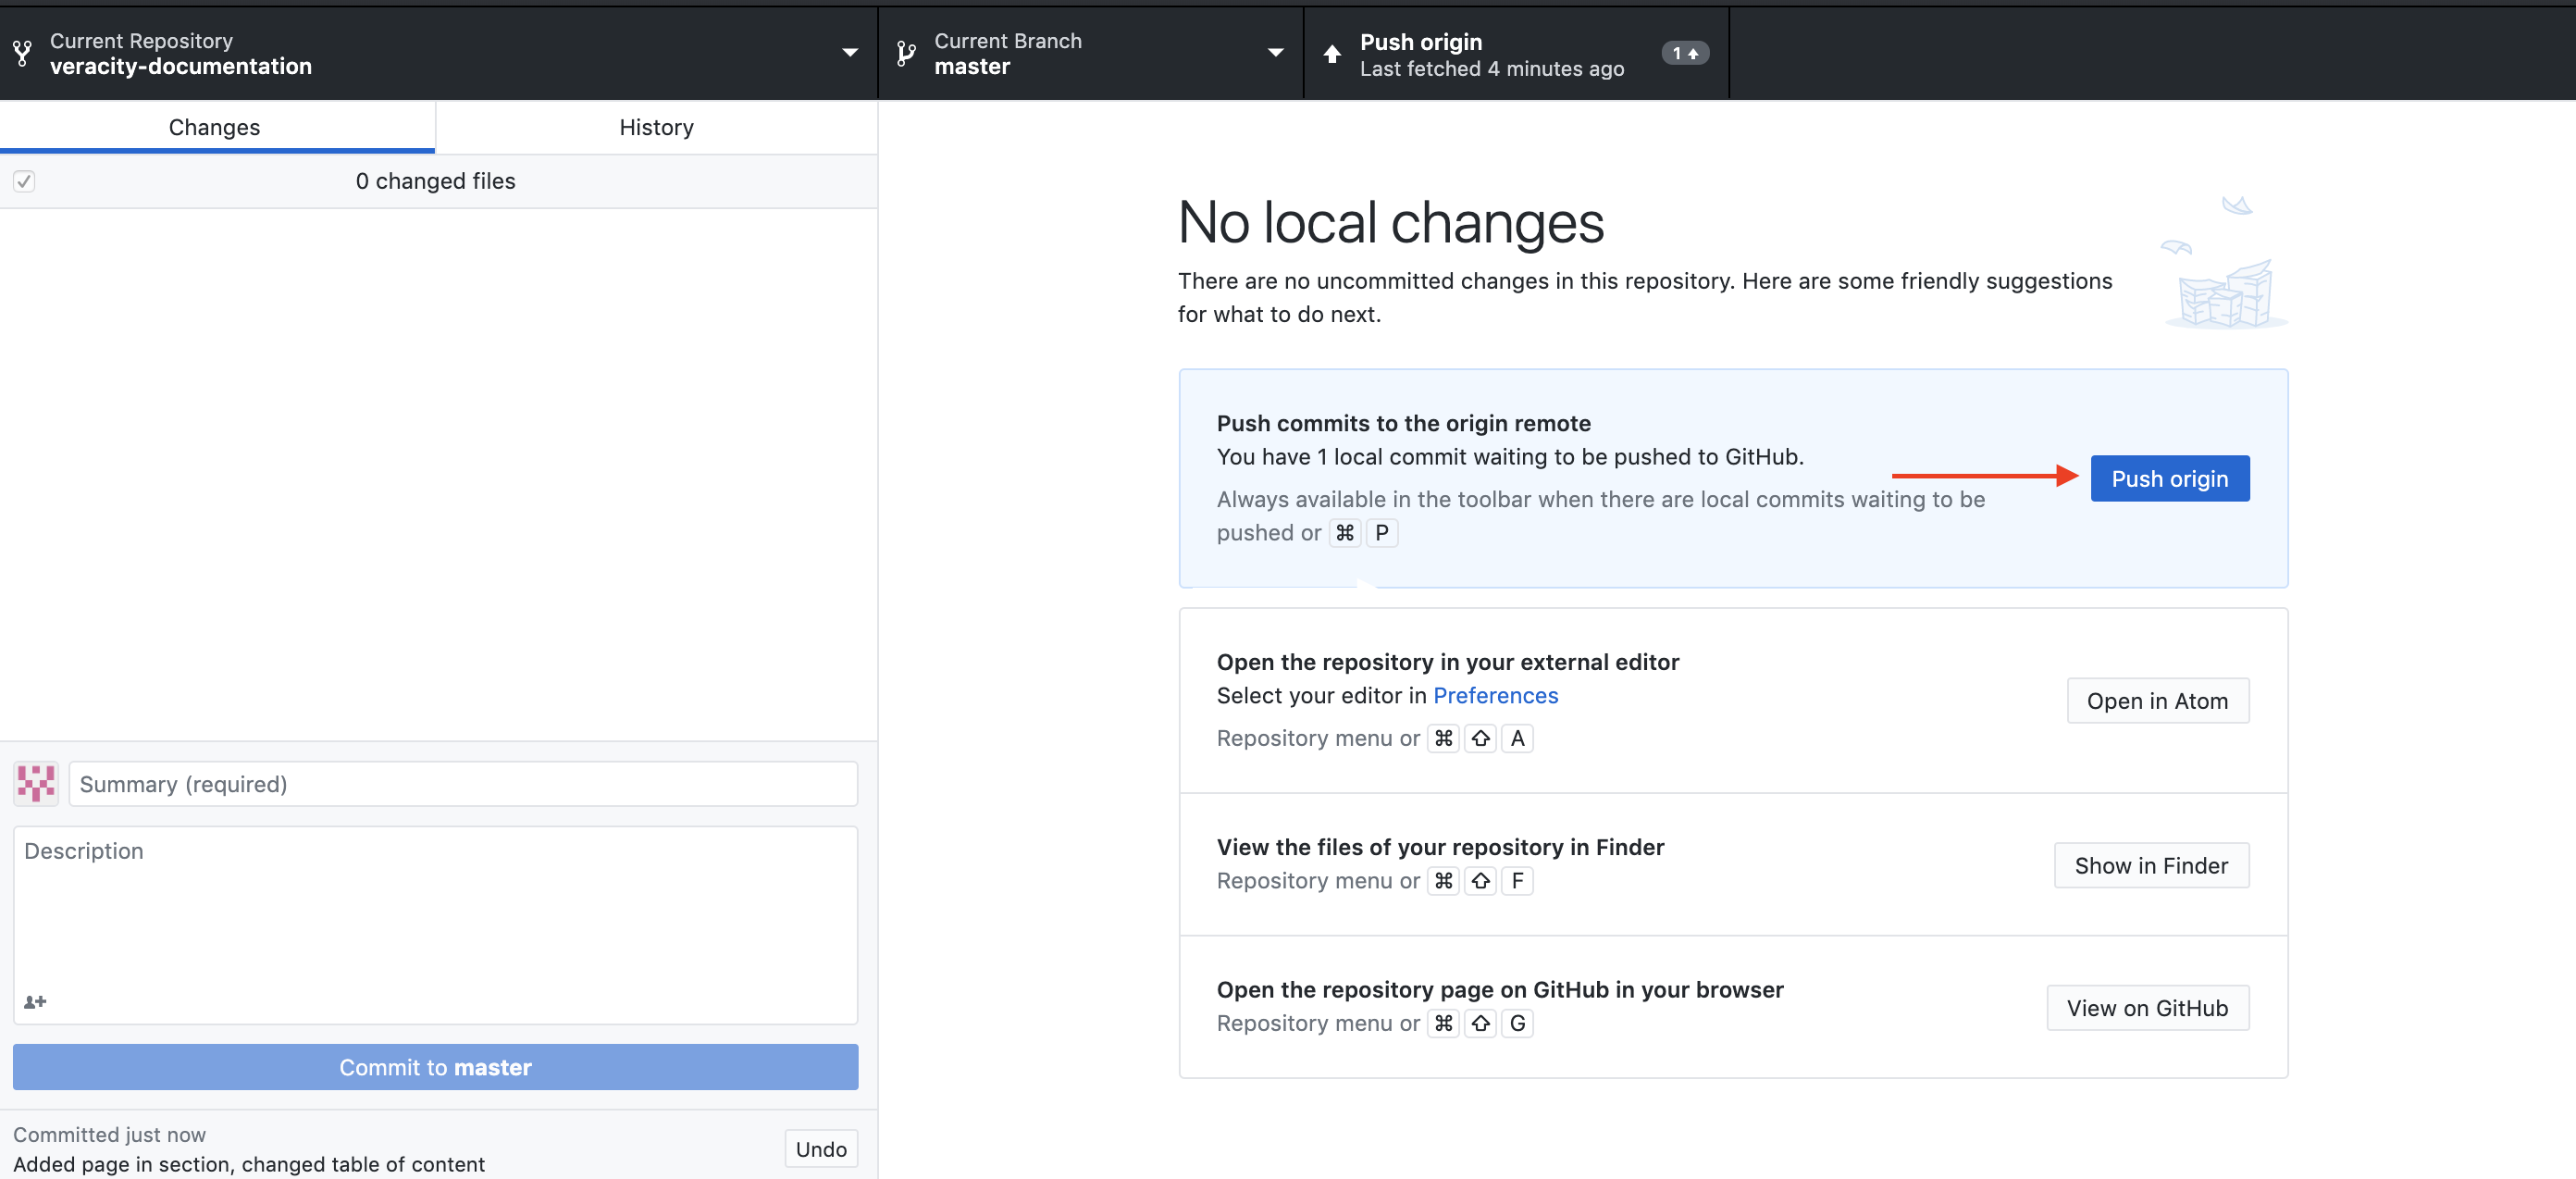 Current Repository
veracity-documentation
Current Branch
master
Push origin
Last fetched 4 minutes ago
1
Changes
History
0 changed files
No local changes
There are no uncommitted changes in this repository. Here are some friendly suggestions
for what to do next.
Push commits to the origin remote
You have 1 local commit waiting to be pushed to GitHub.
Always available in the toolbar when there are local commits waiting to be
pushed or ⌘ P
Push origin
Open the repository in your external editor
Select your editor in Preferences
Repository menu or ⌘ ⇧ A
Open in Atom
View the files of your repository in Finder
Repository menu or ⌘ ⇧ F
Show in Finder
Open the repository page on GitHub in your browser
Repository menu or ⌘ ⇧ G
View on GitHub
Summary (required)
Description
Commit to master
Committed just now
Added page in section, changed table of content
Undo